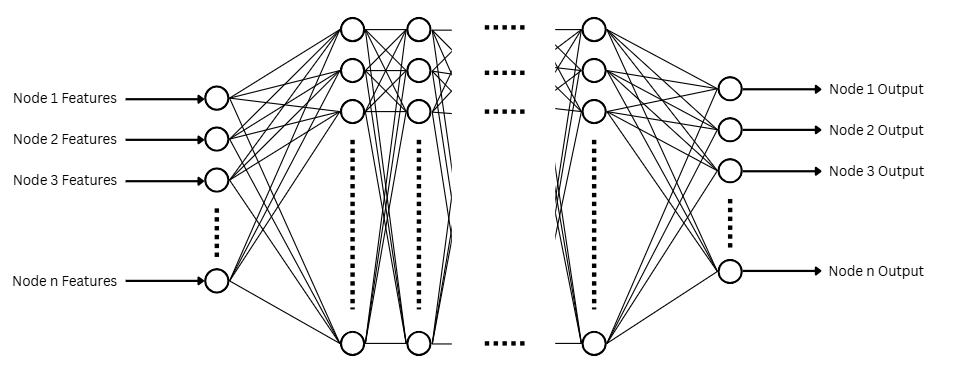 Node 1 Features
Node 2 Features
Node 3 Features
Node n Features
Node 1 Output
Node 2 Output
Node 3 Output
Node n Output